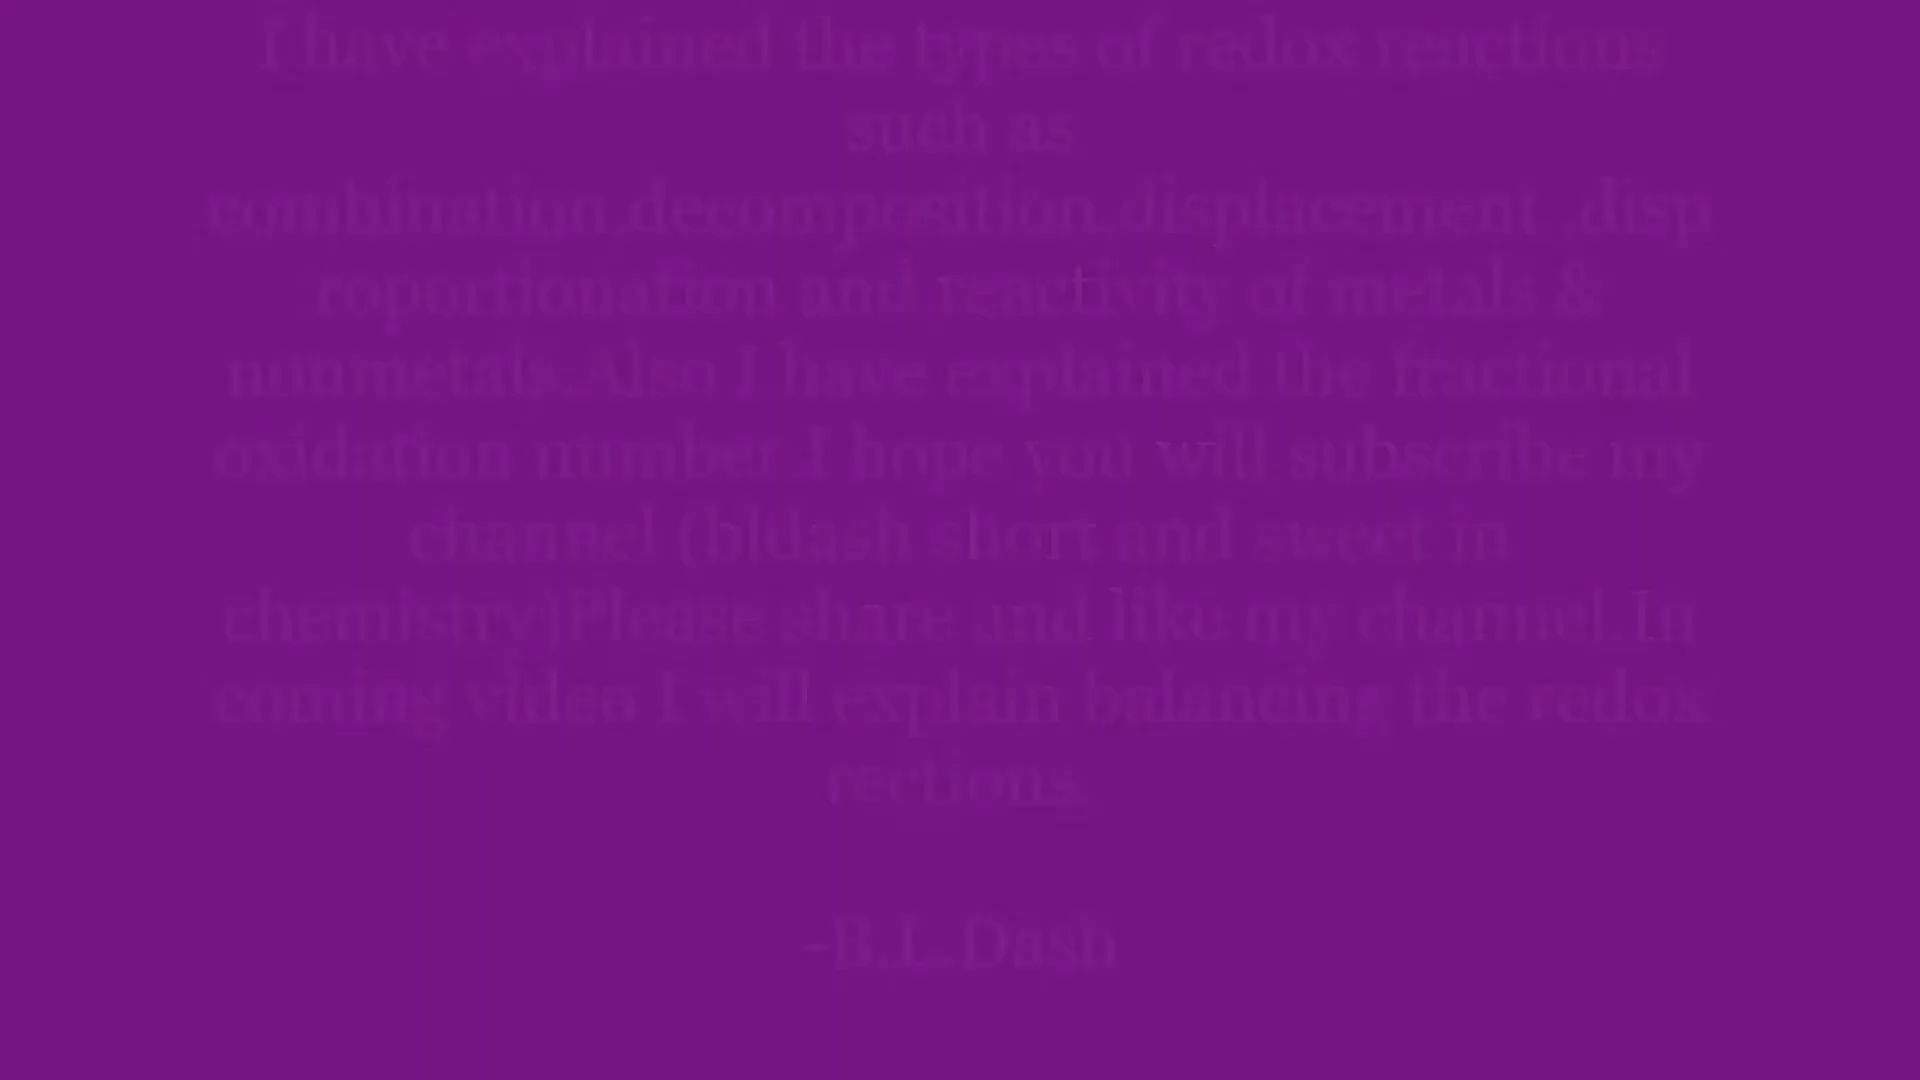 I have explained the types of redox reactions
such as
combination,decomposition,displacement ,disp
roportionation and reactivity of metals &
nonmetals.Also I have explained the fractional
oxidation number.I hope you will subscribe my
channel (bldash short and sweet in
chemistry)Please share and like my channel.In
coming video I will explain balancing the redox
rections.
-B.L.Dash